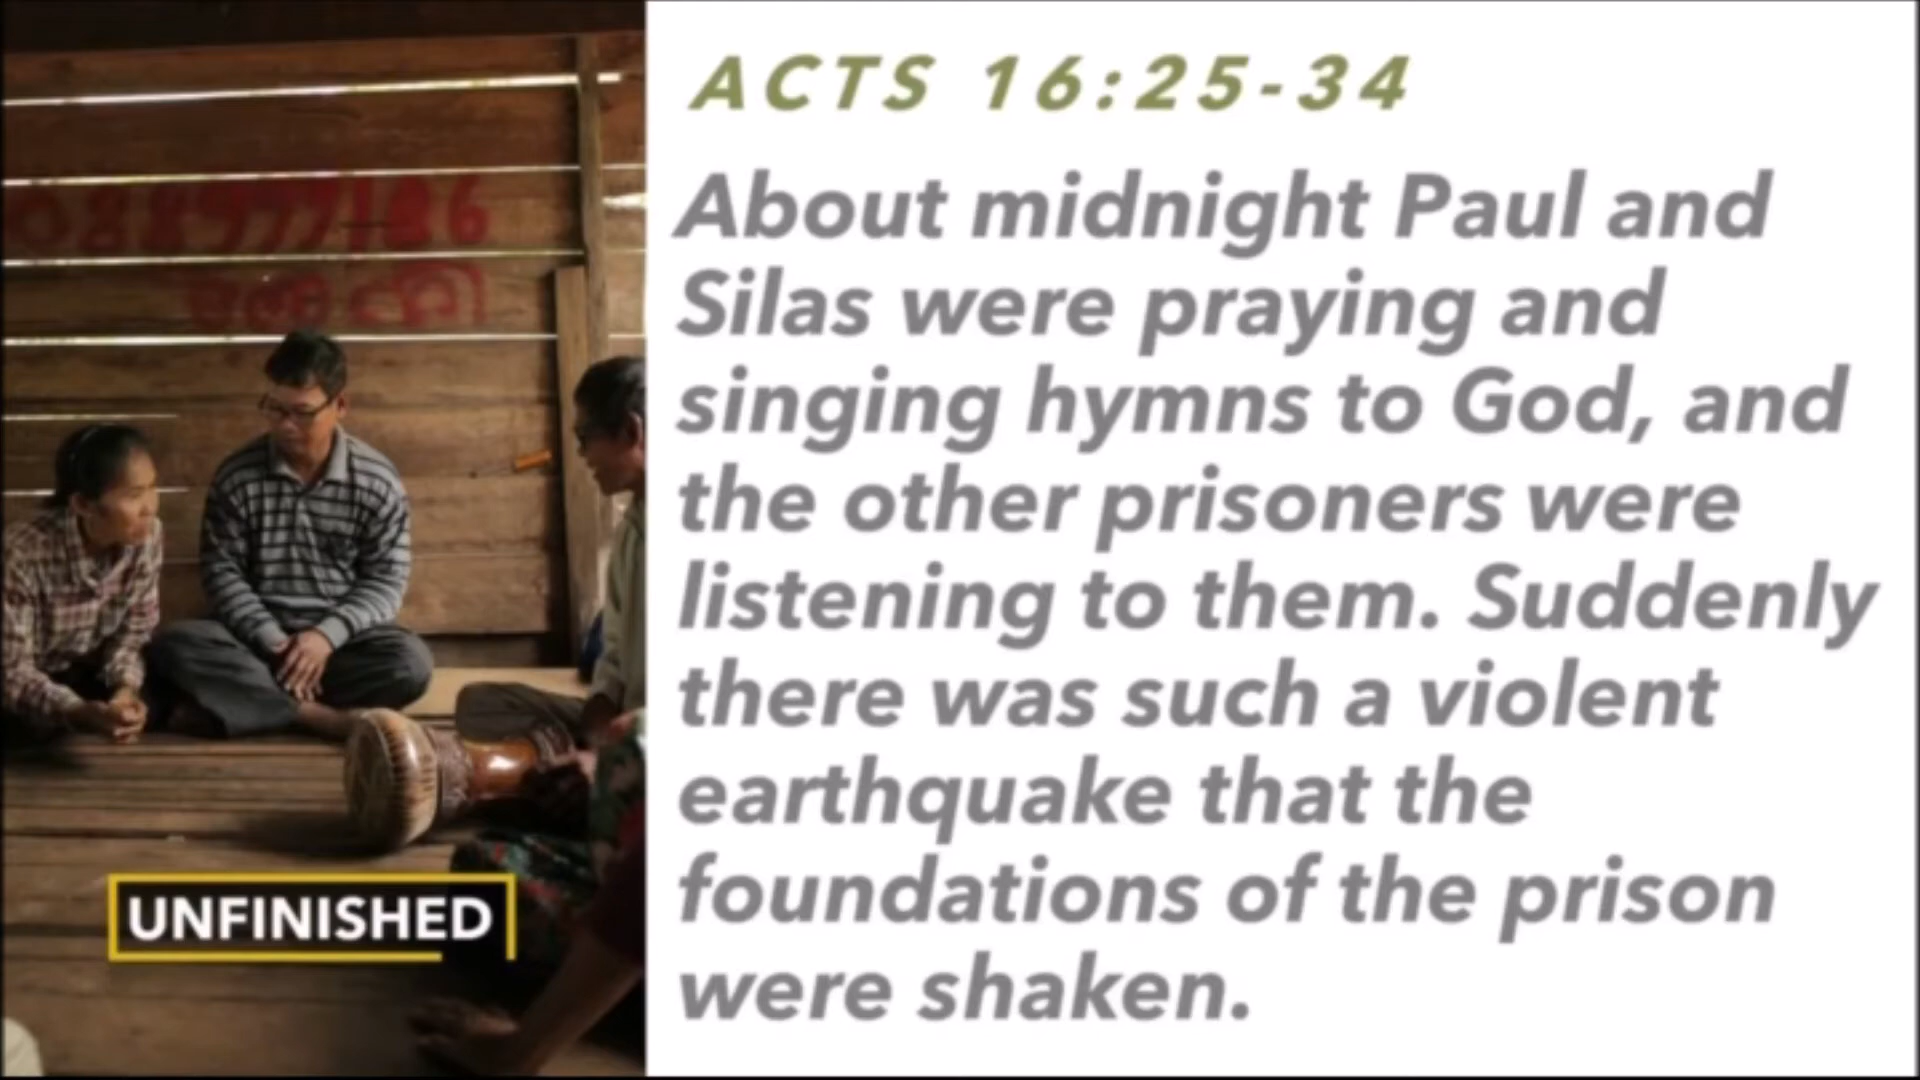 ACTS 16:25-34
About midnight Paul and
Silas were praying and
singing hymns to God, and
the other prisoners were
listening to them. Suddenly
there was such a violent
earthquake that the
foundations of the prison
were shaken.
UNFINISHED